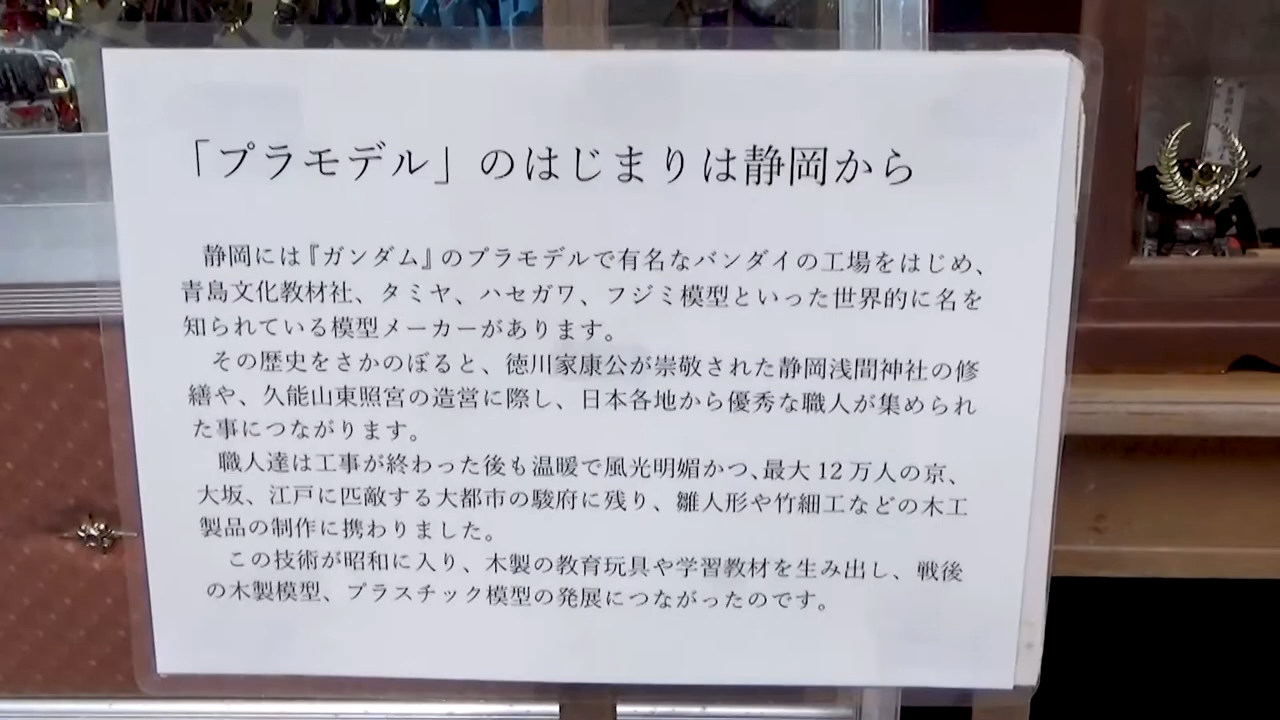 「プラモデル」のはじまりは静岡から
静岡には『ガンダム』のプラモデルで有名なバンダイの工場をはじめ、
青島文化教材社、タミヤ、ハセガワ、フジミ模型といった世界的に名を
知られている模型メーカーがあります。
その歴史をさかのぼると、徳川家康公が崇敬された静岡浅間神社の修
繕や、久能山東照宮の造営に際し、日本各地から優秀な職人が集められ
た事につながります。
職人達は工事が終わった後も温暖で風光明媚かつ、最大 12 万人の京、
大坂、江戸に匹敵する大都市の駿府に残り、雛人形や竹細工などの木工
製品の制作に携わりました。
この技術が昭和に入り、木製の教育玩具や学習教材を生み出し、戦後
の木製模型、プラスチック模型の発展につながったのです。